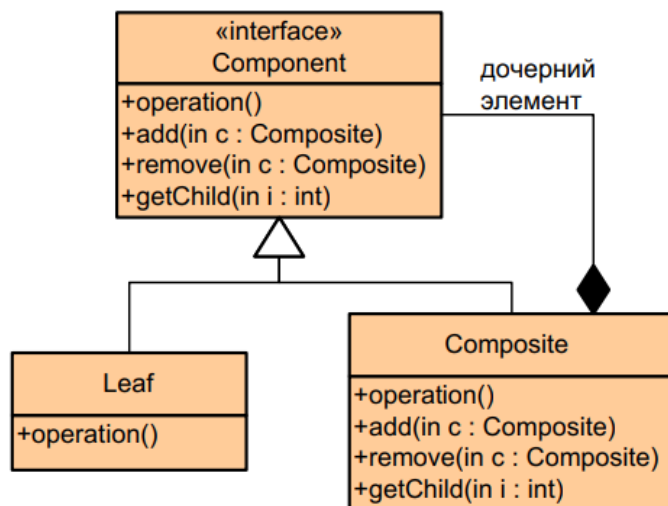 «interface»
Component
+operation()
+add(in c : Composite)
+remove(in c : Composite)
+getChild(in i : int)
дочерний
элемент
Leaf
+operation()
Composite
+operation()
+add(in c : Composite)
+remove(in c : Composite)
+getChild(in i : int)